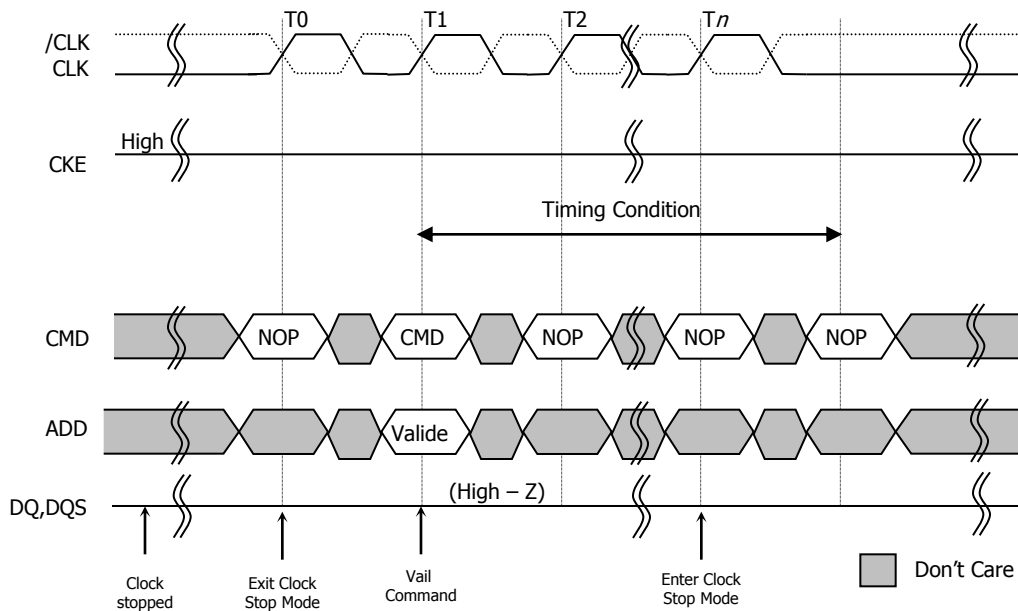 T0 T1 T2 Tn
/CLK
CLK
High
CKE
Timing Condition
CMD NOP CMD NOP NOP NOP
ADD Valide
(High – Z)
DQ,DQS
Clock
stopped
Exit Clock
Stop Mode
Vail
Command
Enter Clock
Stop Mode
Don't Care